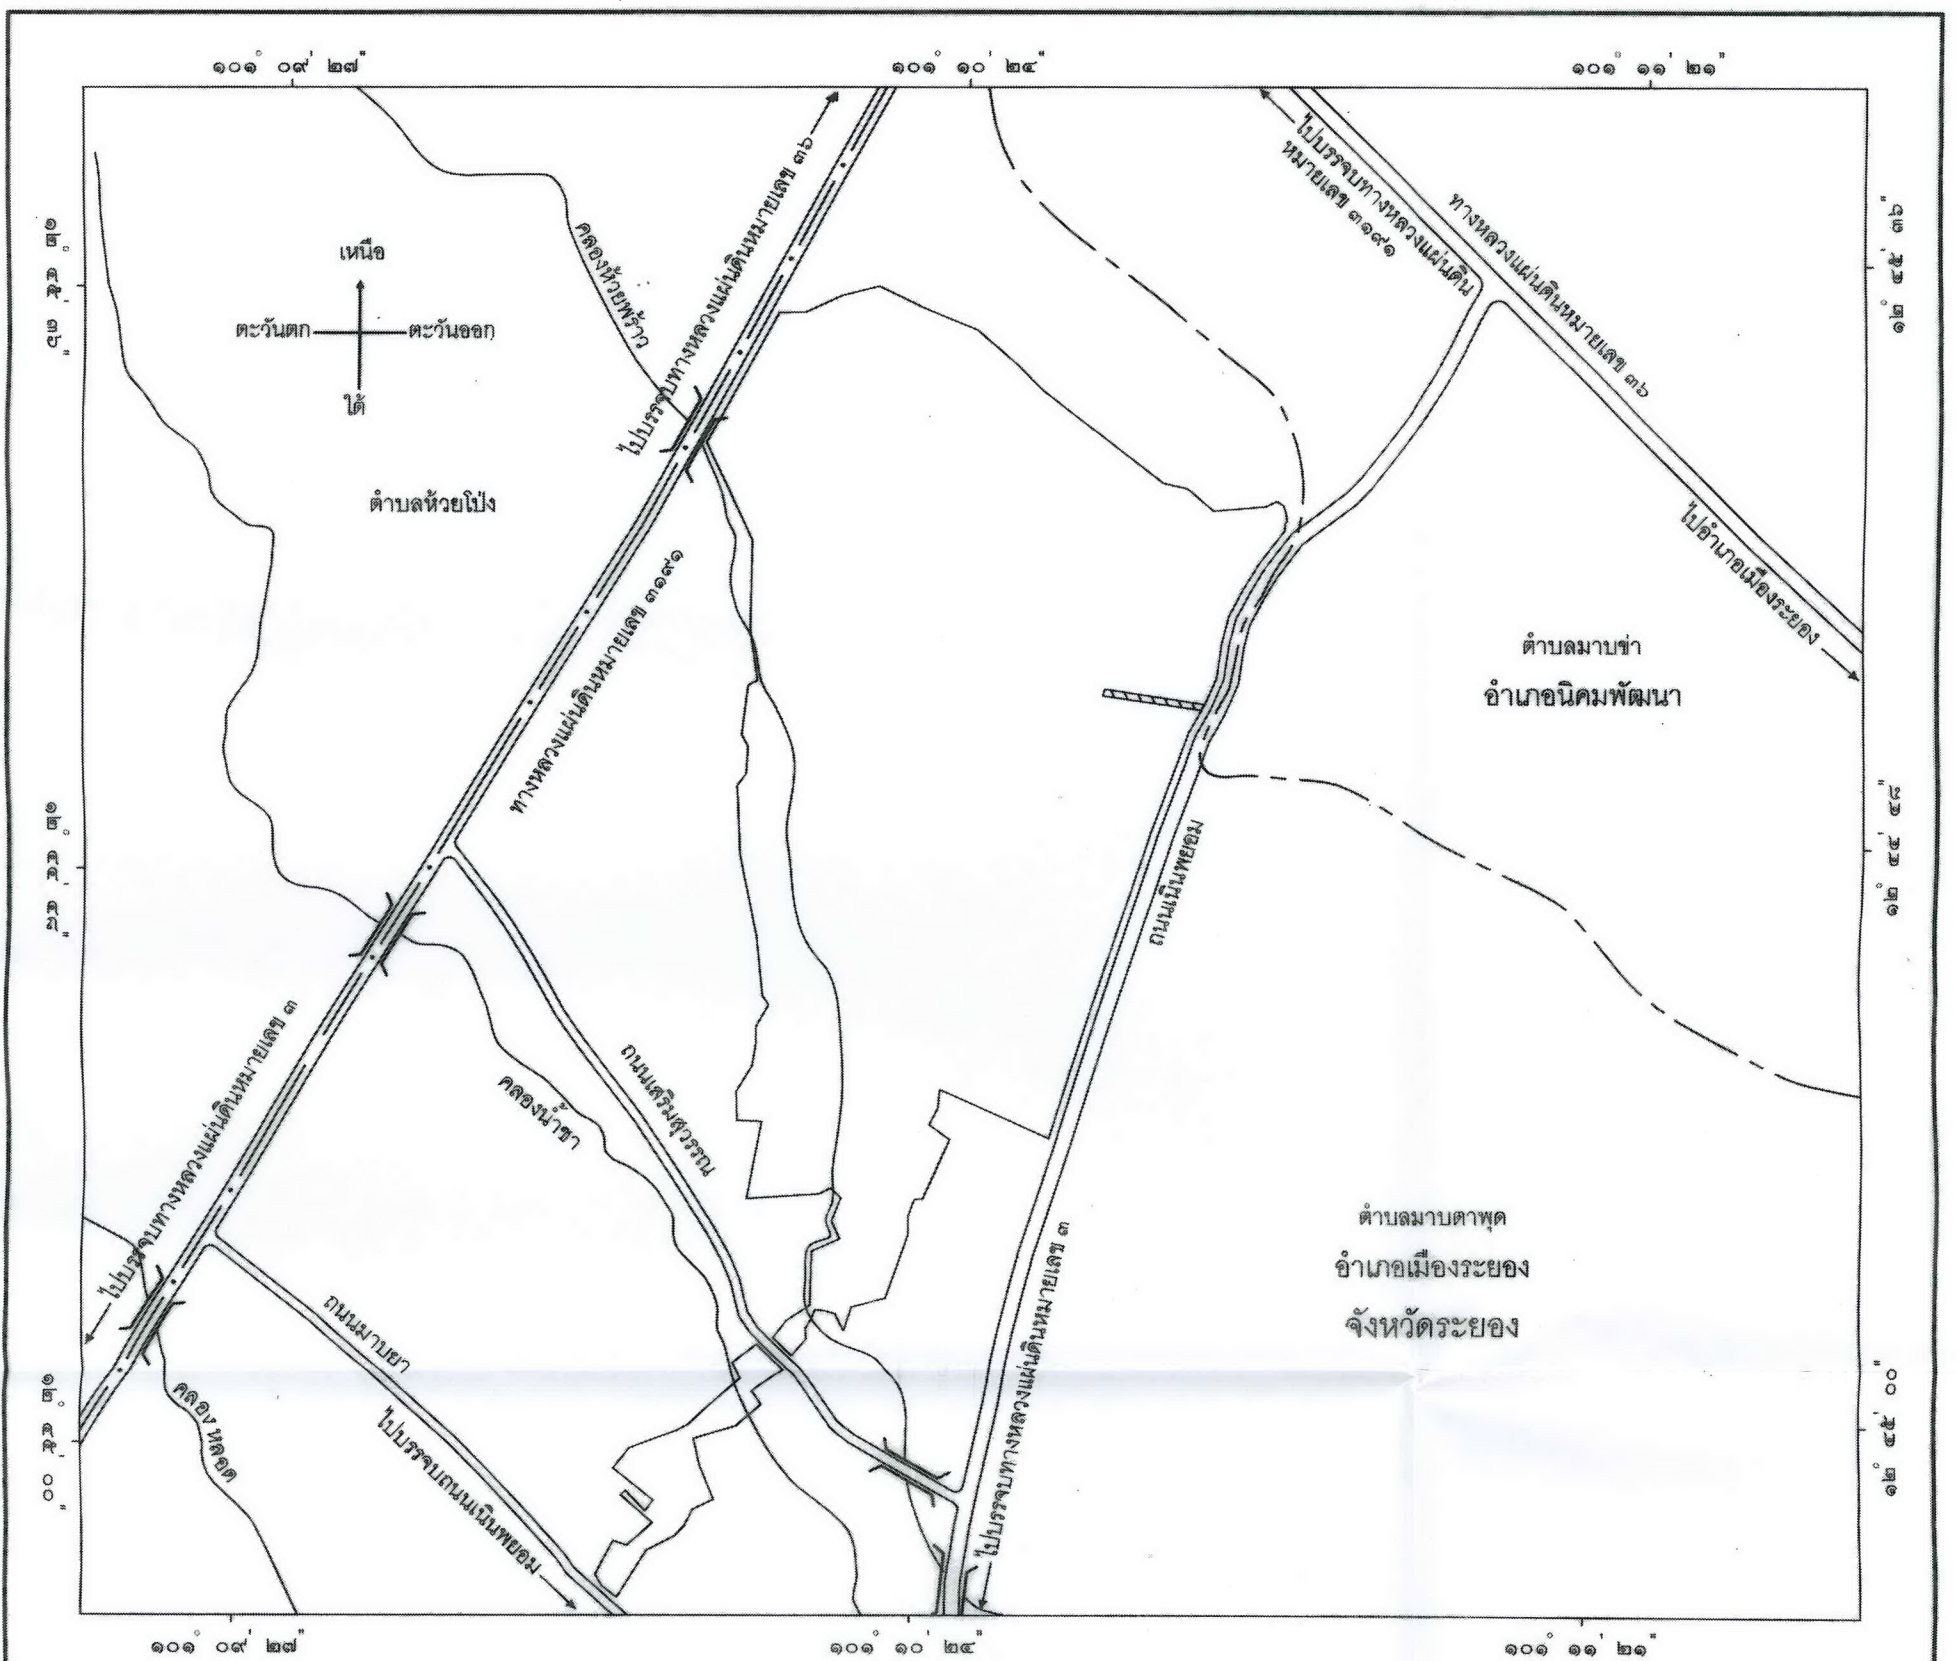 ๑๐๑° ๐๙' ๒๗"
๑๐๑° ๑๐' ๒๔"
๑๐๑° ๑๑' ๒๑"
เหนือ
ตะวันตก
ตะวันออก
ใต้
คลองห้วยพร้าว
ไปบรรจบทางหลวงแผ่นดินหมายเลข ๓๖
ไปบรรจบทางหลวงแผ่นดิน
หมายเลข ๓๑๙๑
ทางหลวงแผ่นดินหมายเลข ๓๖
ไปอำเภอเมืองระยอง
ตำบลห้วยโป่ง
ทางหลวงแผ่นดินหมายเลข ๓๑๙๑
ตำบลมาบข่า
อำเภอนิคมพัฒนา
ถนนเนินพยอม
ไปบรรจบทางหลวงแผ่นดินหมายเลข ๓
คลองน้ำชา
ถนนเสริมสุวรรณ
ไปบรรจบทางหลวงแผ่นดินหมายเลข ๓
ตำบลมาบตาพุด
อำเภอเมืองระยอง
จังหวัดระยอง
ถนนมาบยา
ไปบรรจบถนนเนินพยอม
คลองหลอด
๑๒° ๔๕' ๐๐"
๑๐๑° ๐๙' ๒๗"
๑๐๑° ๑๐' ๒๔"
๑๐๑° ๑๑' ๒๑"